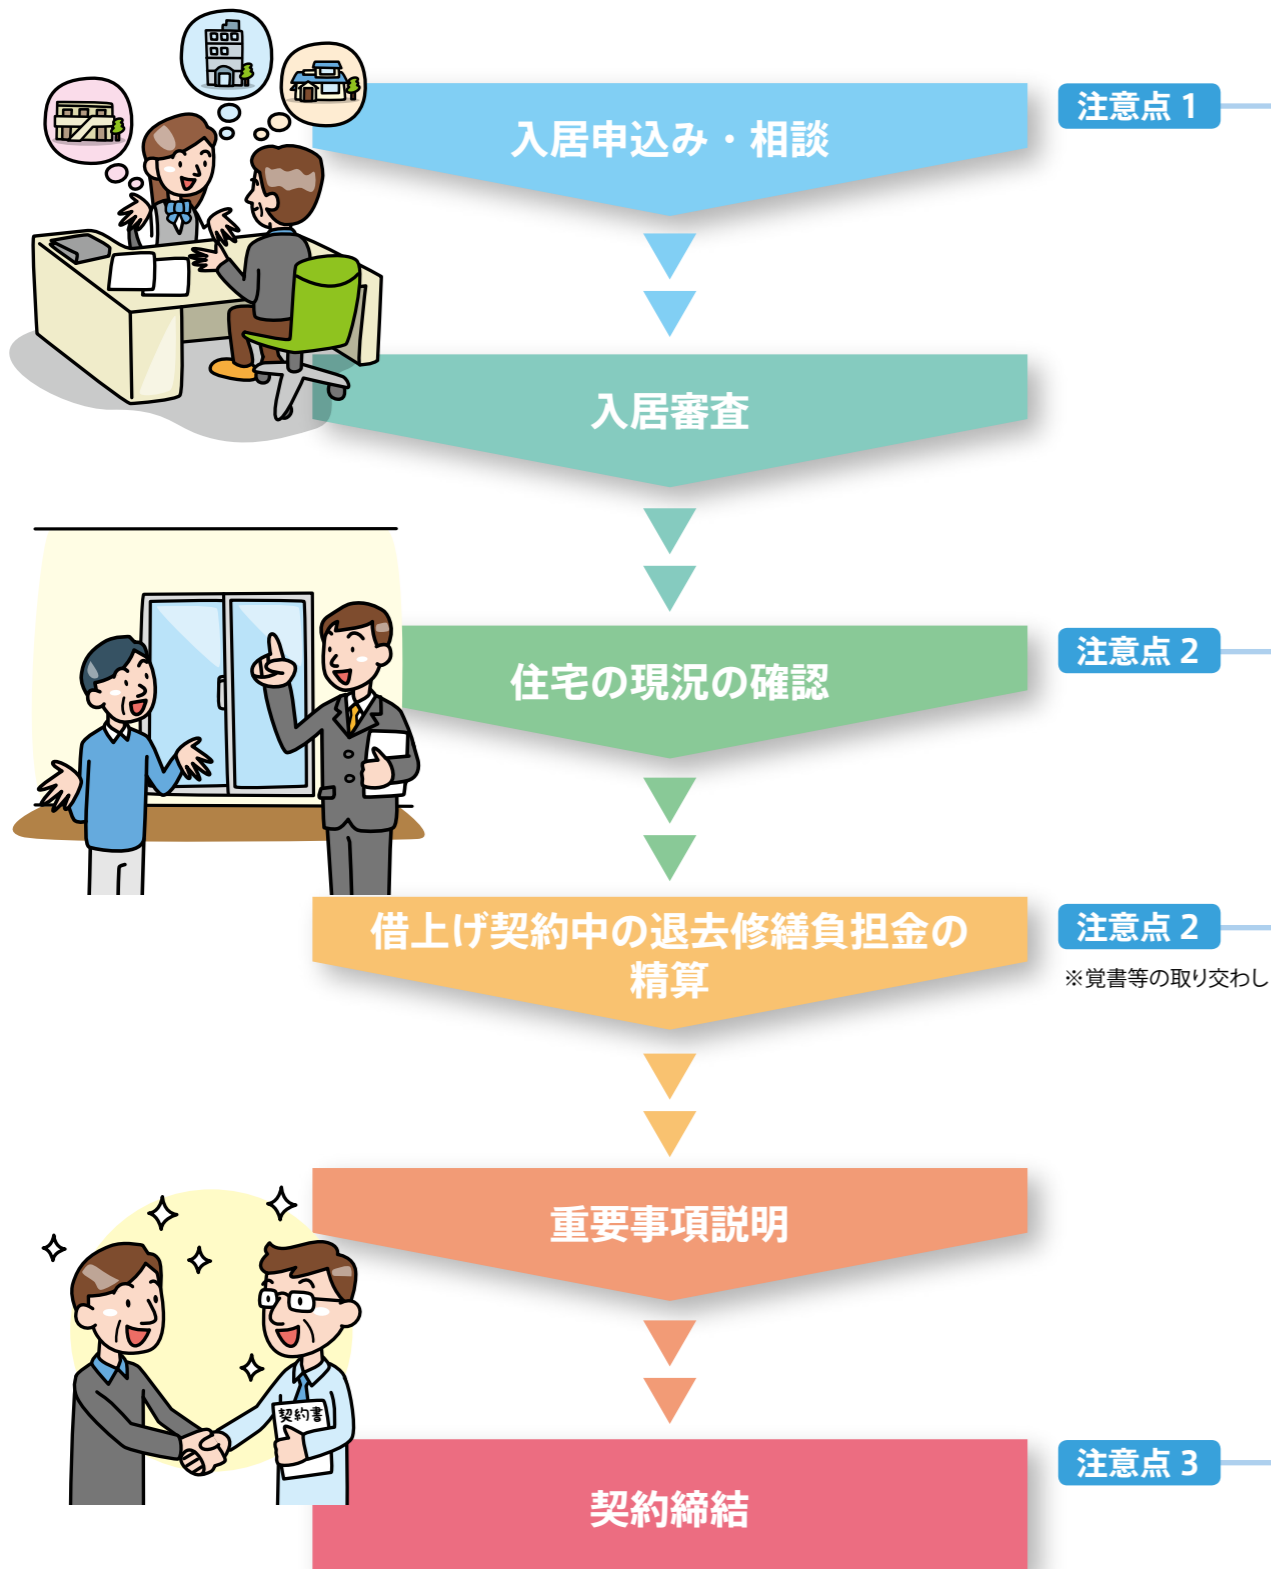 入居申込み・相談
注意点 1
入居審査
住宅の現況の確認
注意点 2
借上げ契約中の退去修繕負担金の
精算
注意点 2
※覚書等の取り交わし
重要事項説明
契約書
契約締結
注意点 3